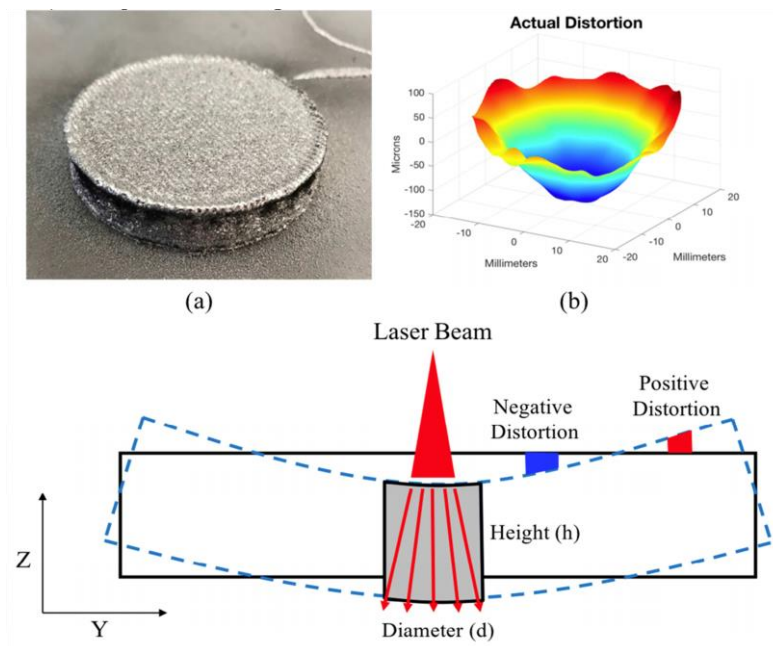 Actual Distortion
Microns
100
50
0
-50
-100
-150
-20
-10
0
10
20
Millimeters
20
10
0
-10
-20
Millimeters
(a)
(b)
Laser Beam
Negative
Distortion
Positive
Distortion
Height (h)
Z
Y
Diameter (d)